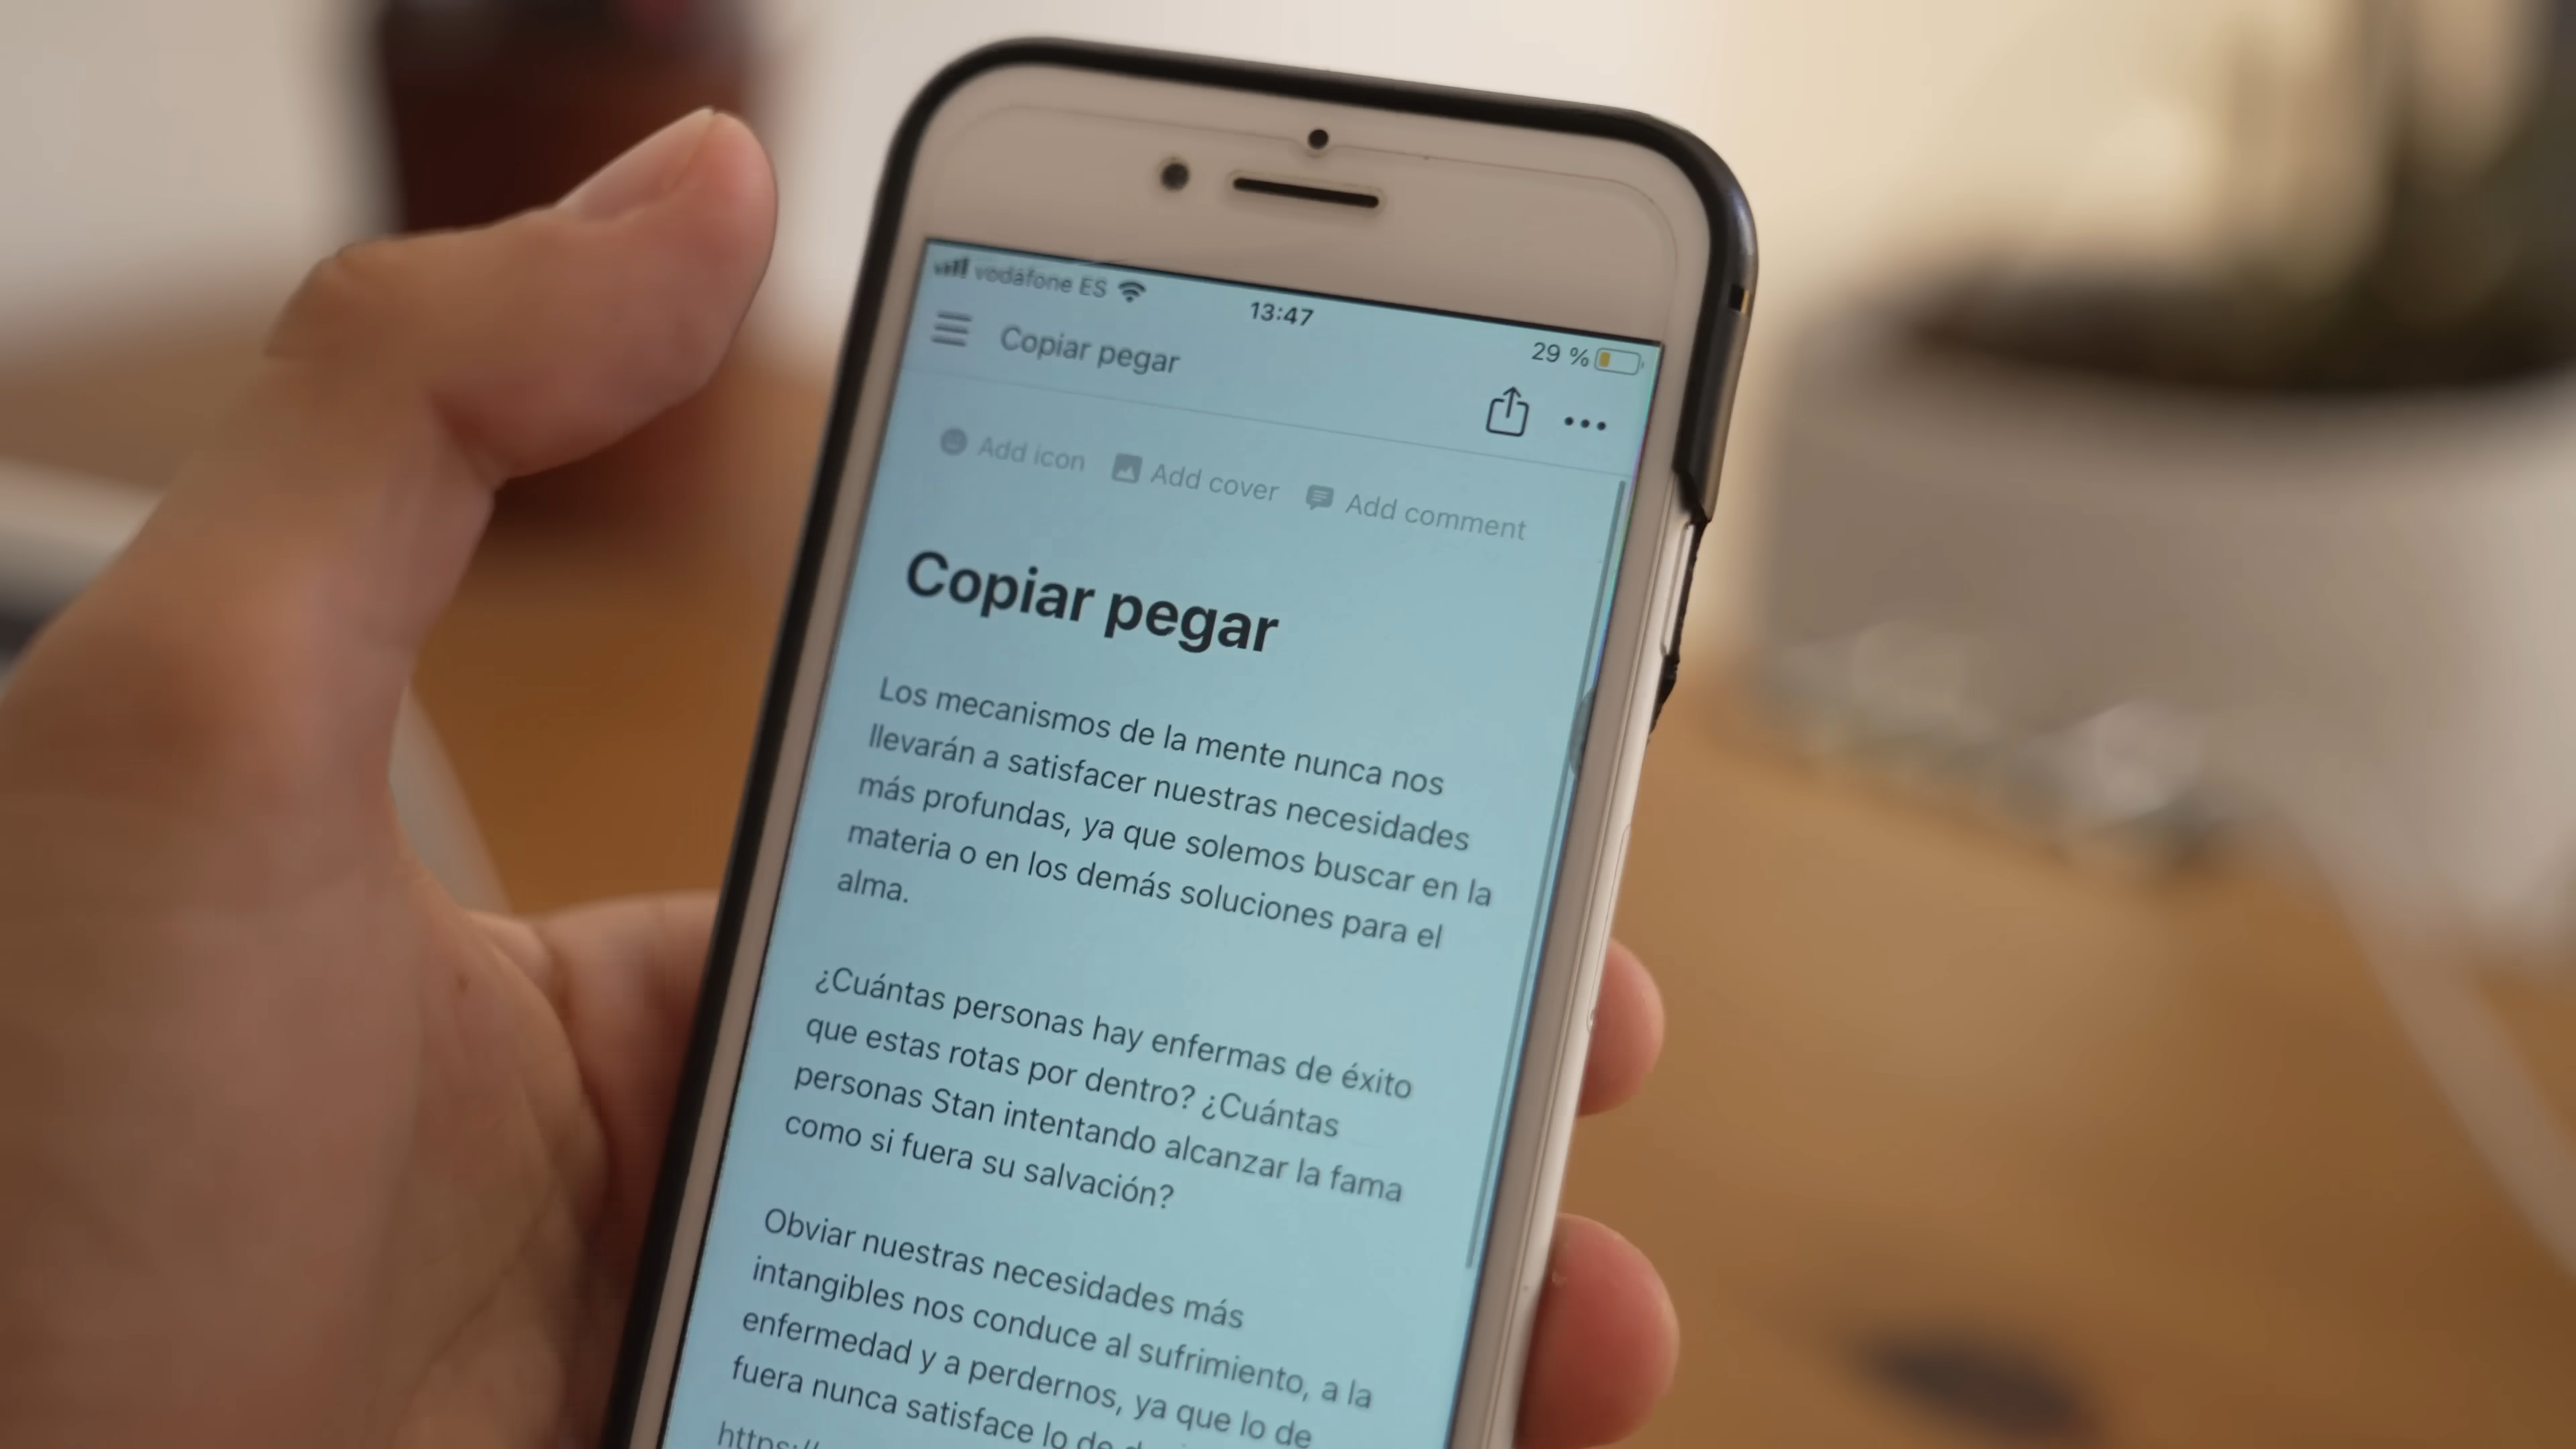 vodafone ES
13:47
29 %
Copiar pegar
Add icon
Add cover
Add comment
Copiar pegar
Los mecanismos de la mente nunca nos
llevarán a satisfacer nuestras necesidades
más profundas, ya que solemos buscar en la
materia o en los demás soluciones para el
alma.
¿Cuántas personas hay enfermas de éxito
que estas rotas por dentro? ¿Cuántas
personas Stan intentando alcanzar la fama
como si fuera su salvación?
Obviar nuestras necesidades más
intangibles nos conduce al sufrimiento, a la
enfermedad y a perdernos, ya que lo de
fuera nunca satisface lo de
https:/